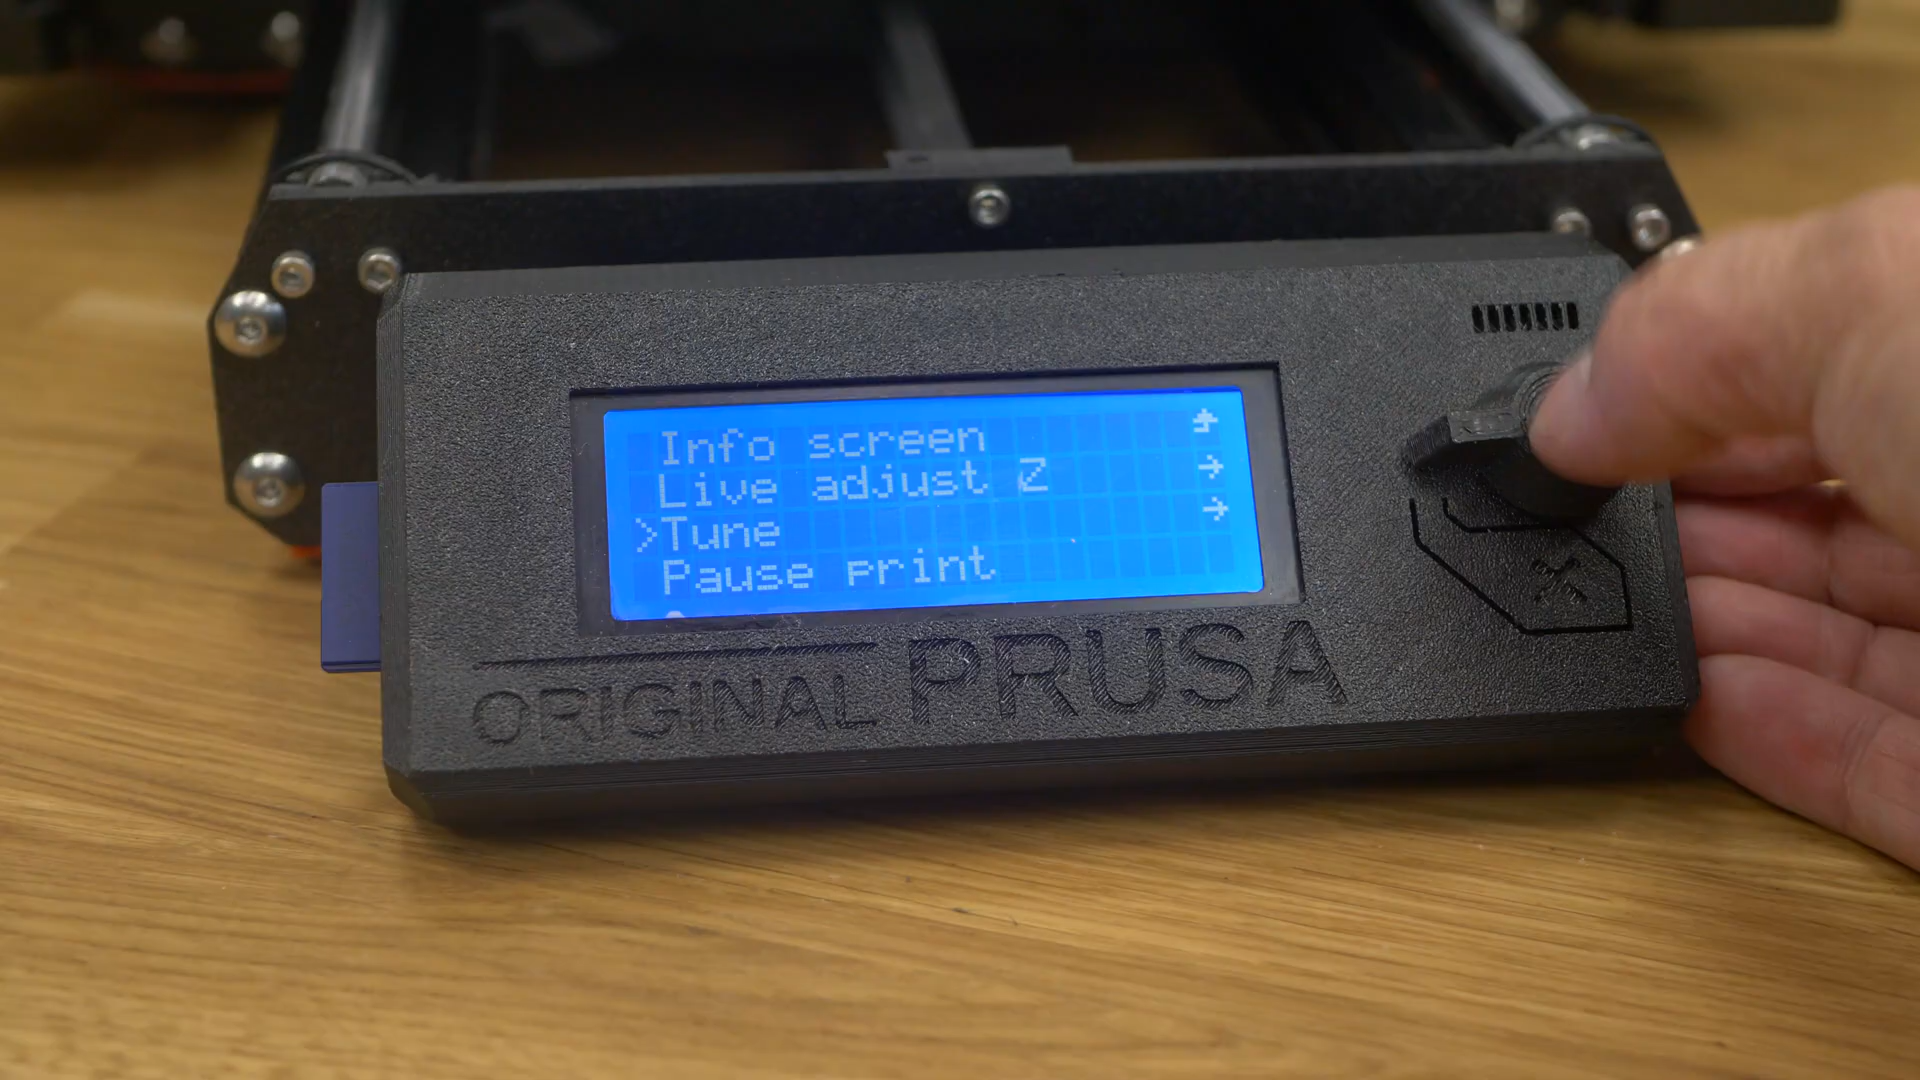 Info screen
Live adjust Z →
>Tune →
Pause print
ORIGINAL PRUSA